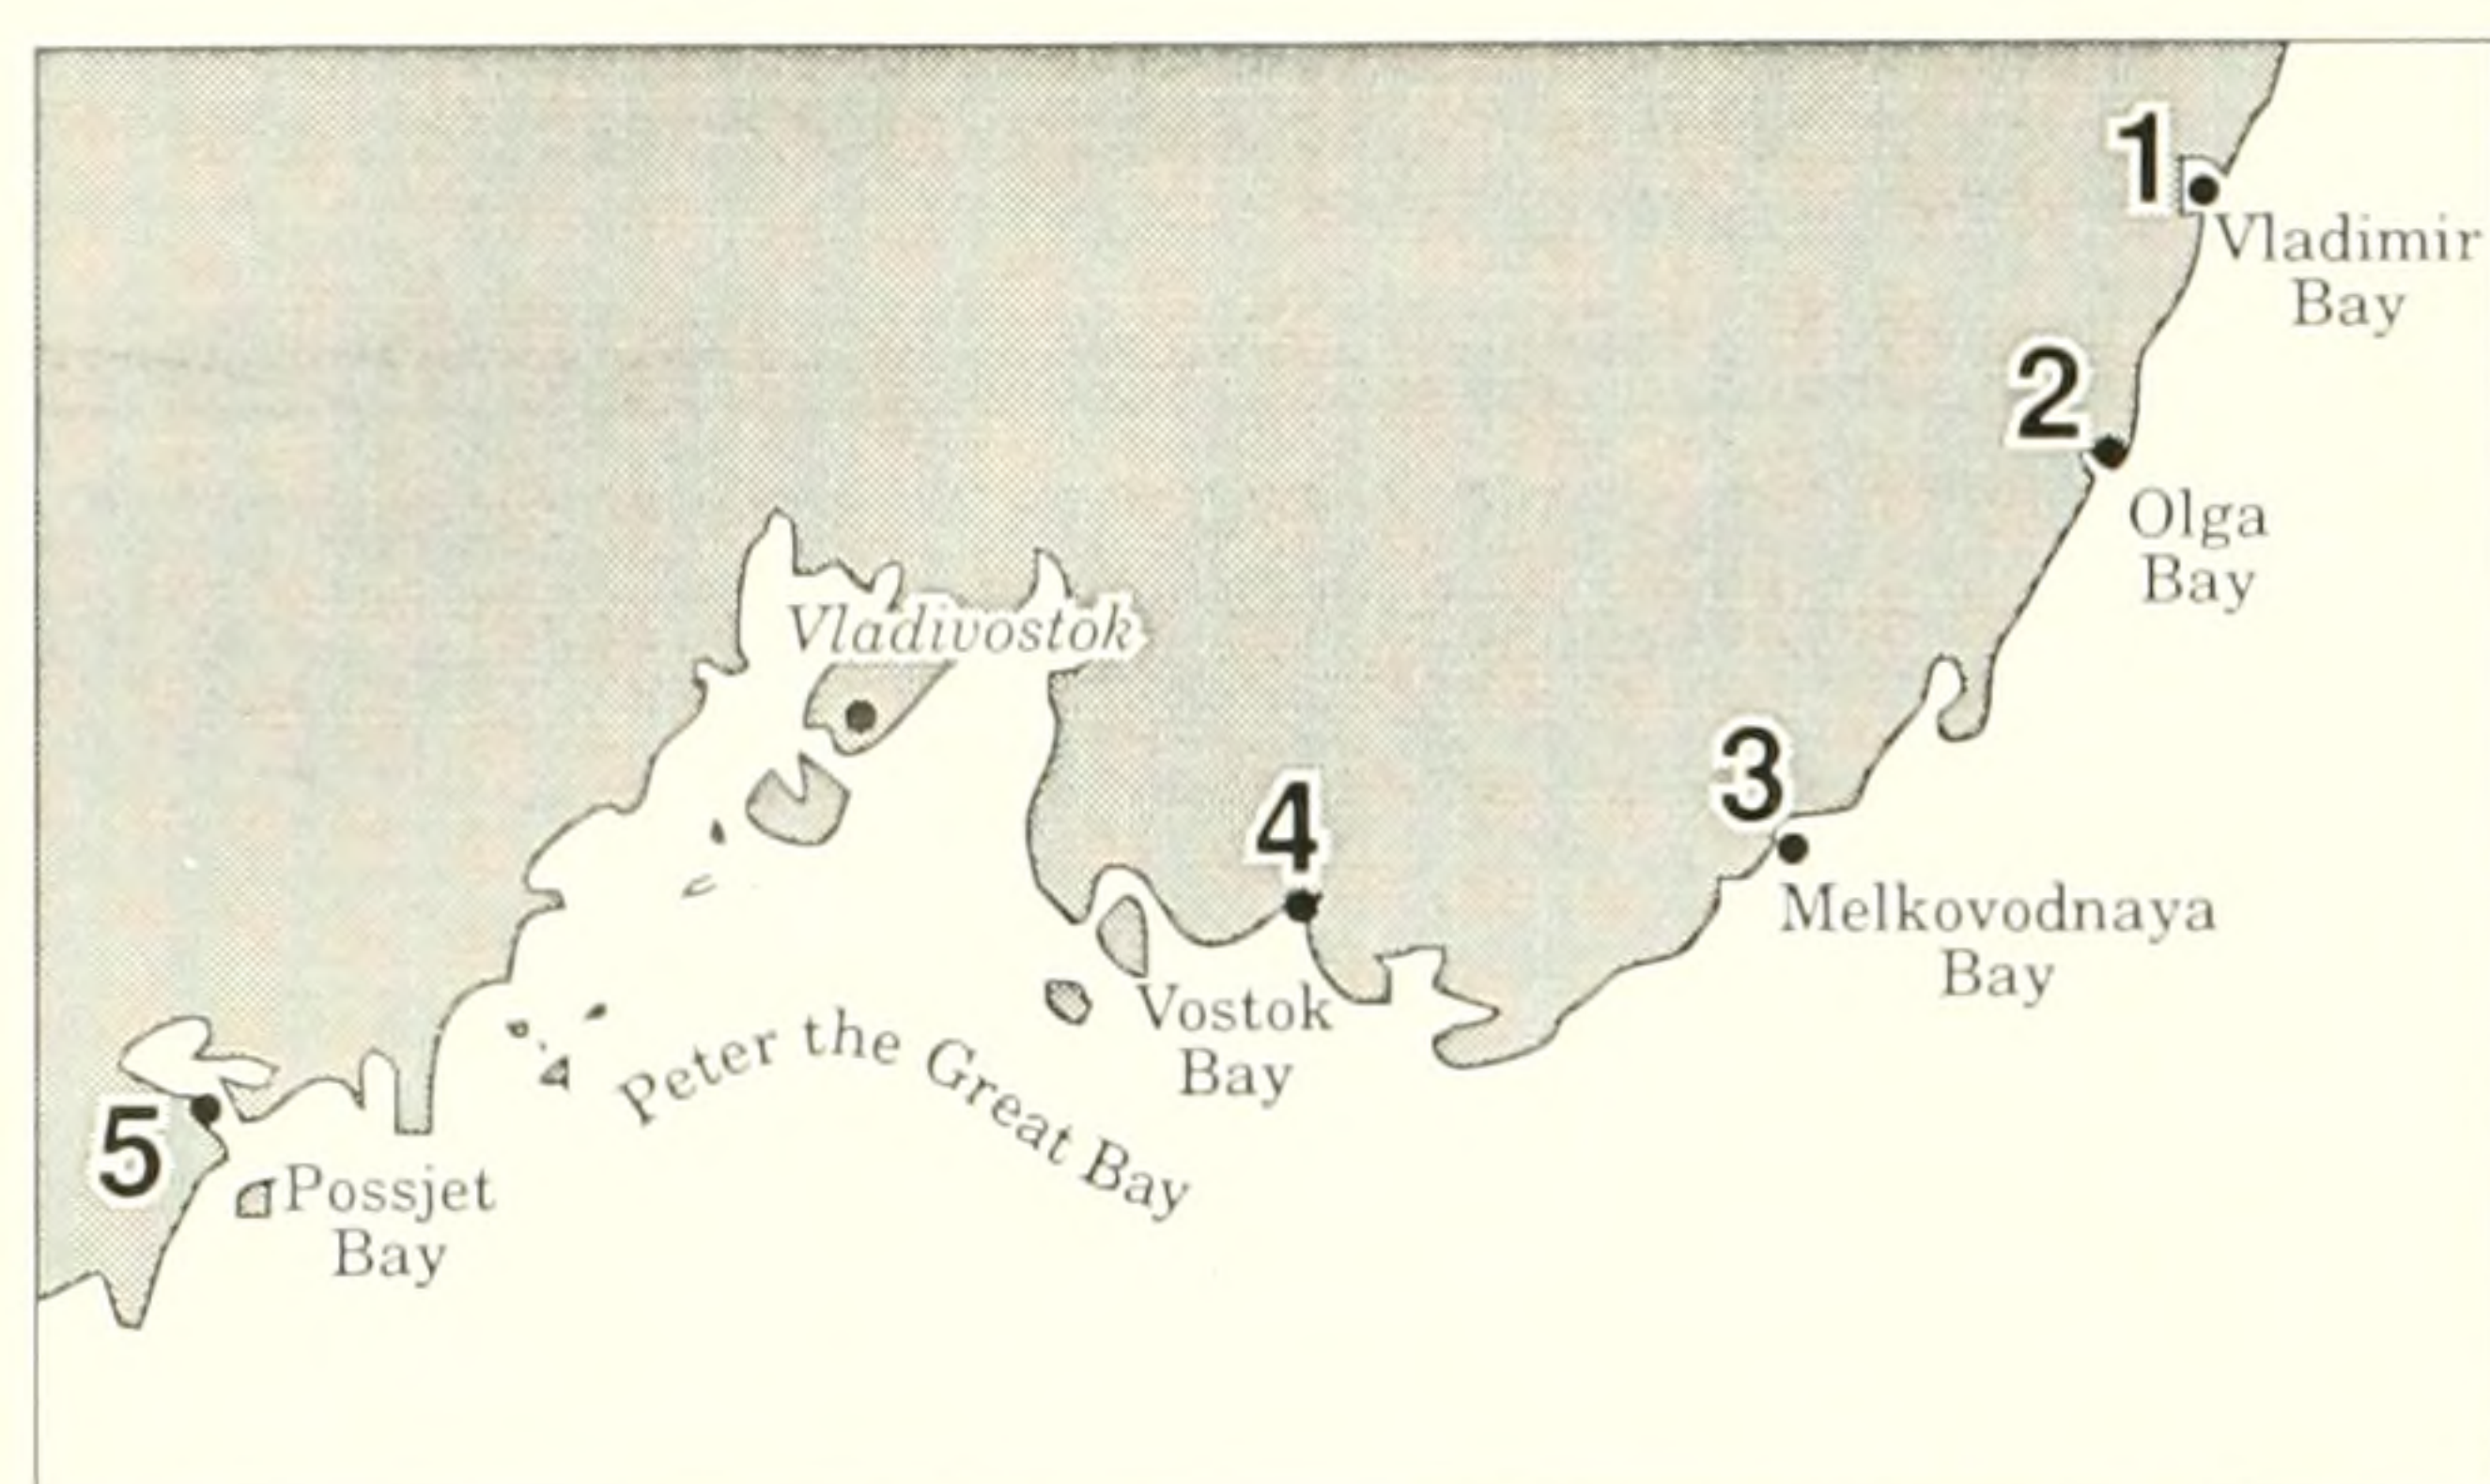 1
Vladimir
Bay
2
Olga
Bay
Vladivostok
3
Melkovodnaya
Bay
4
Vostok
Bay
Peter the Great Bay
5
Possjet
Bay